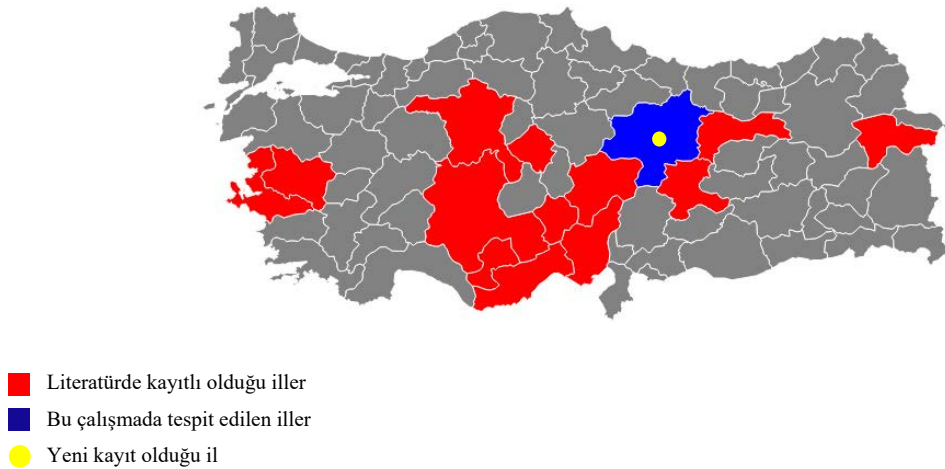 Literatürde kayıtlı olduğu iller
Bu çalışmada tespit edilen iller
Yeni kayıt olduğu il